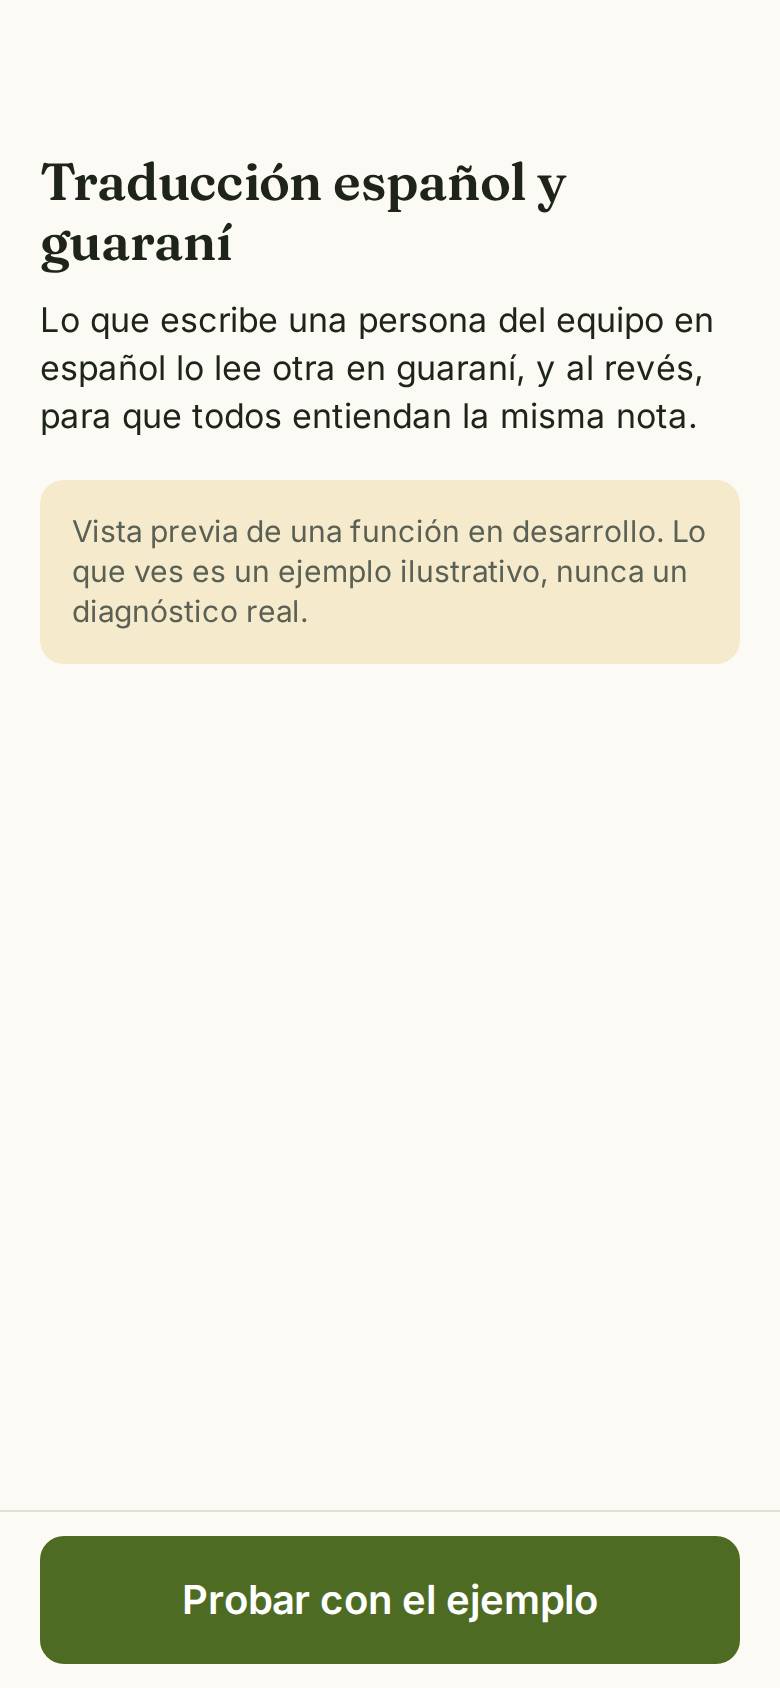 Traducción español y
guaraní
Lo que escribe una persona del equipo en
español lo lee otra en guaraní, y al revés,
para que todos entiendan la misma nota.
Vista previa de una función en desarrollo. Lo
que ves es un ejemplo ilustrativo, nunca un
diagnóstico real.
Probar con el ejemplo